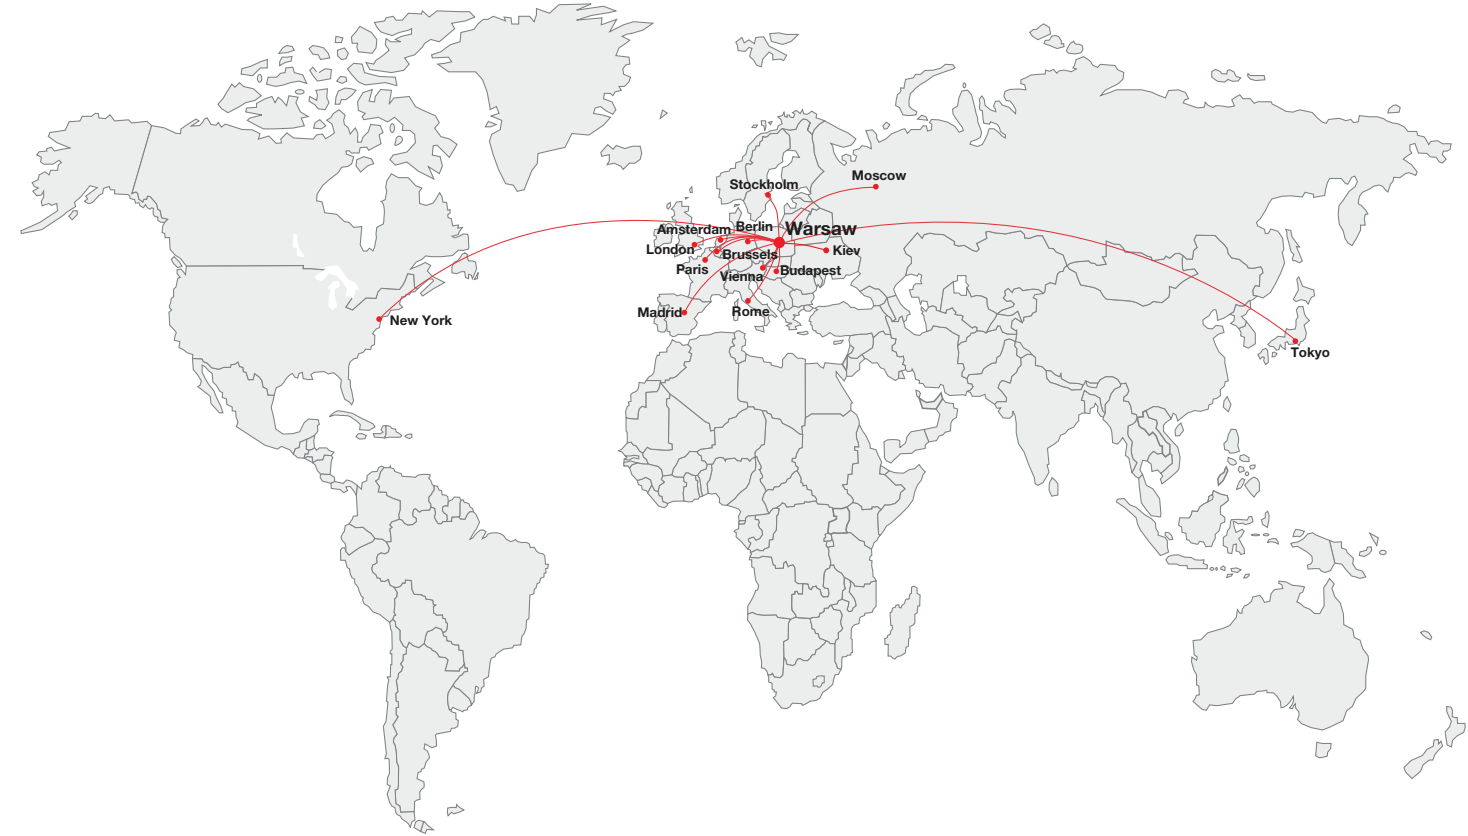 Moscow
Stockholm
Berlin
Warsaw
Amsterdam
London
Brussels
Kiev
Paris
Vienna
Budapest
Madrid
Rome
New York
Tokyo